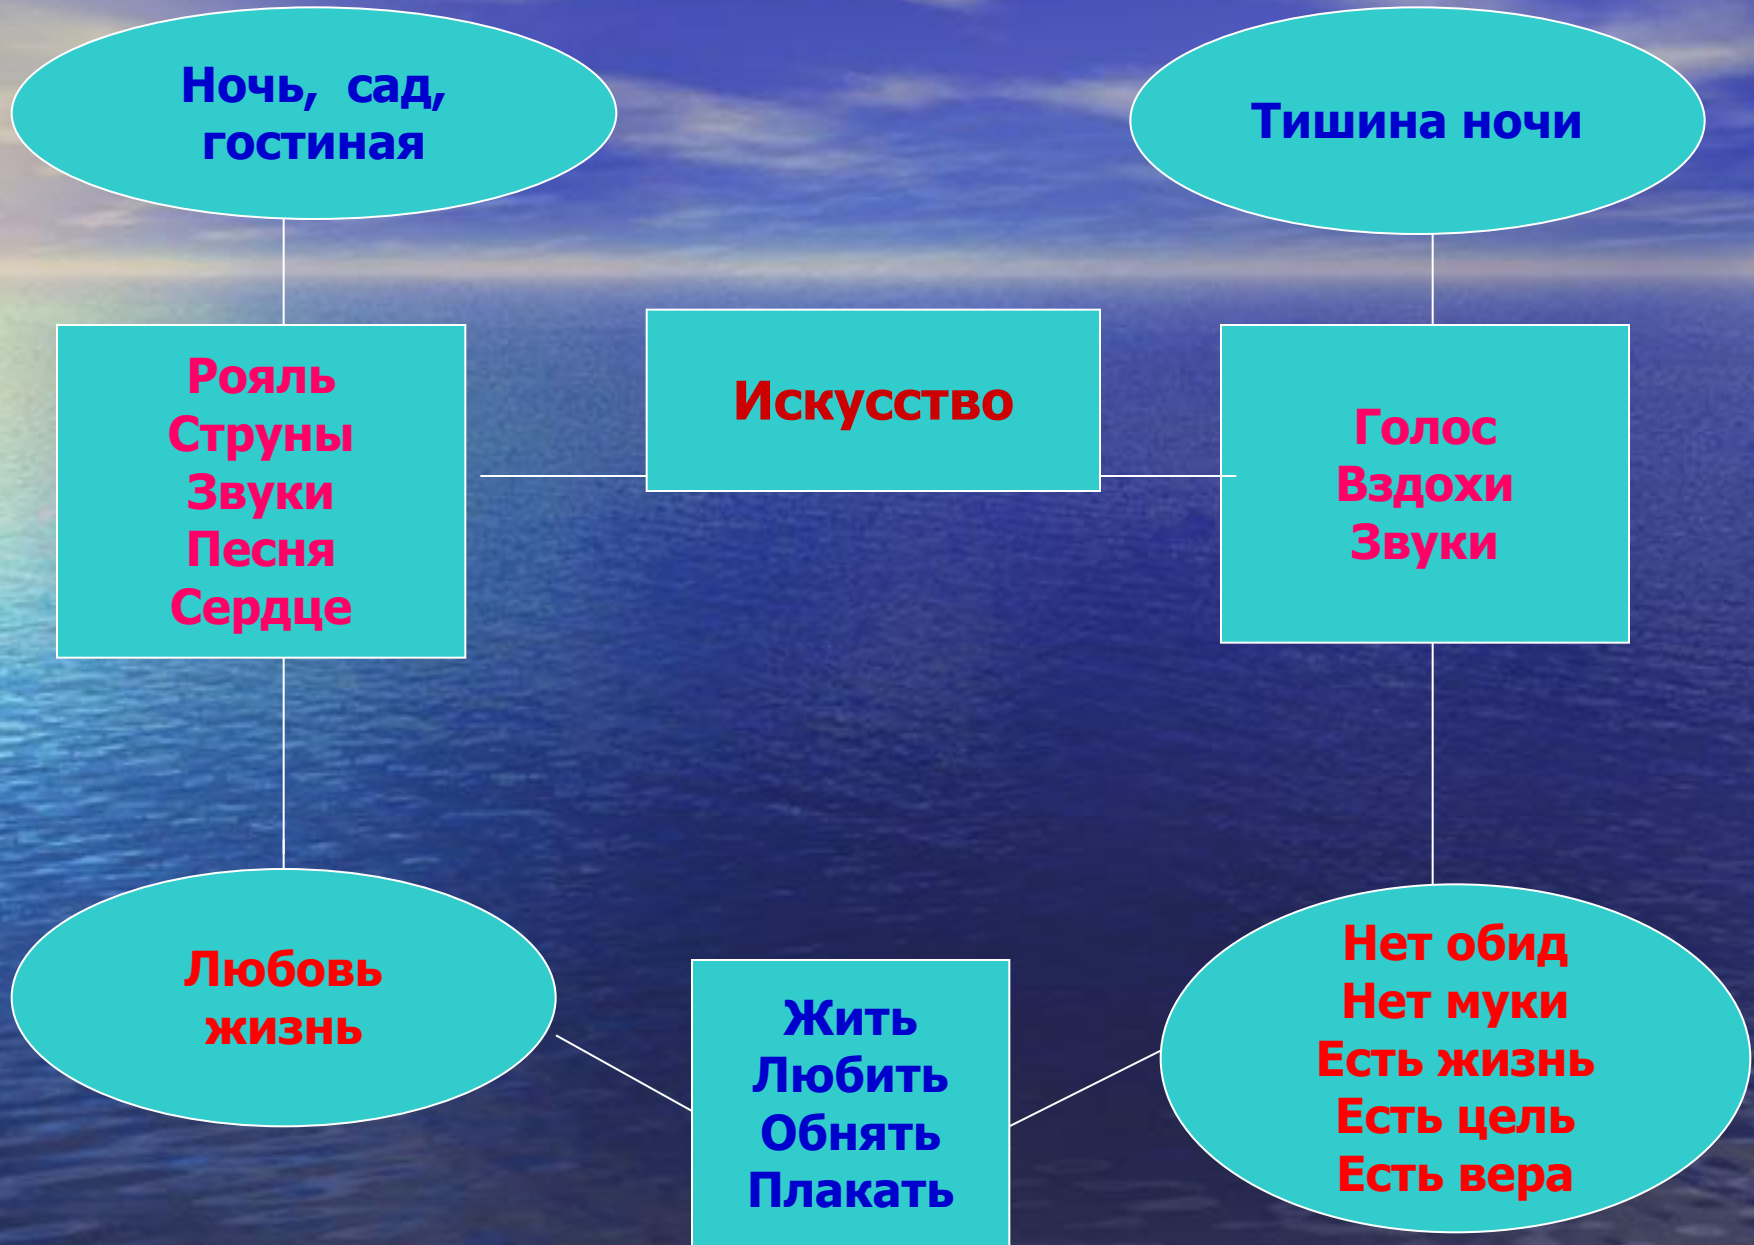 Ночь, сад,
гостиная
Тишина ночи
Рояль
Струны
Звуки
Песня
Сердце
Искусство
Голос
Вздохи
Звуки
Любовь
жизнь
Жить
Любить
Обнять
Плакать
Нет обид
Нет муки
Есть жизнь
Есть цель
Есть вера